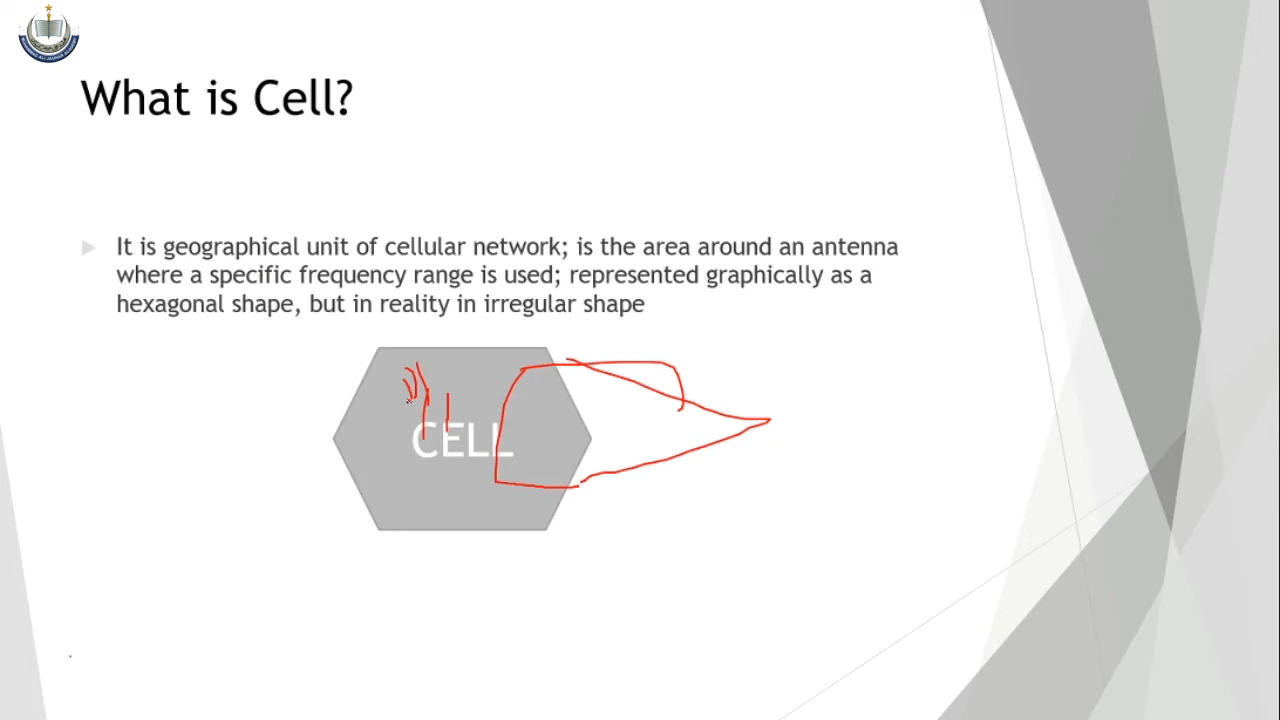 What is Cell?
It is geographical unit of cellular network; is the area around an antenna
where a specific frequency range is used; represented graphically as a
hexagonal shape, but in reality in irregular shape
CELL